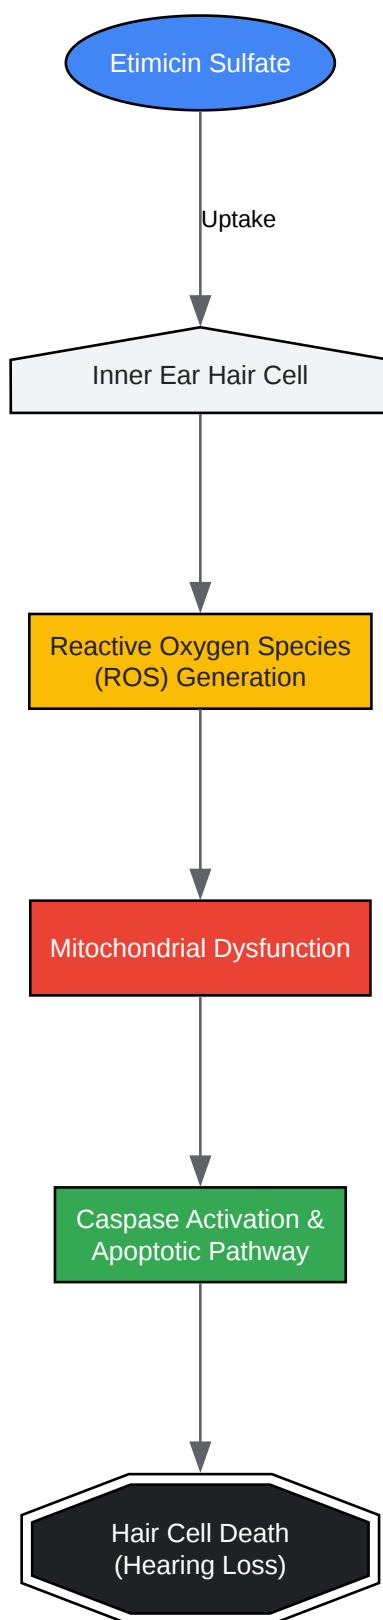 Etimicin Sulfate
Uptake
Inner Ear Hair Cell
Reactive Oxygen Species
(ROS) Generation
Mitochondrial Dysfunction
Caspase Activation &
Apoptotic Pathway
Hair Cell Death
(Hearing Loss)